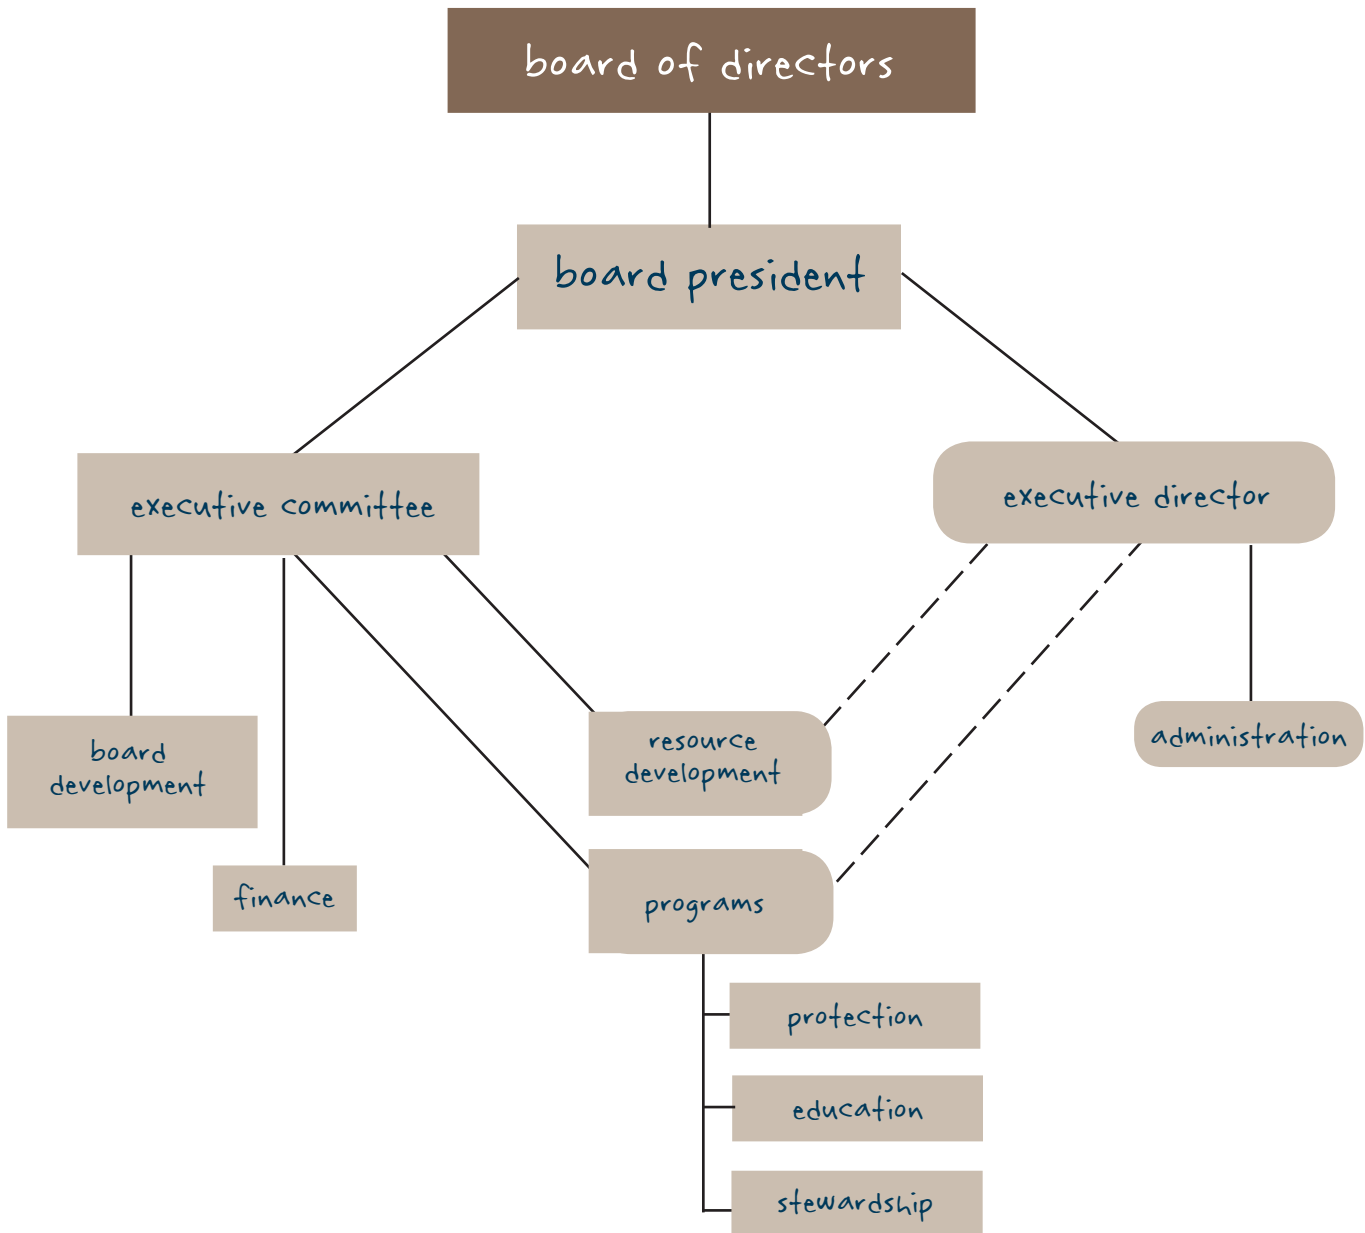 board of directors
board president
executive committee
executive director
board
development
finance
resource
development
administration
programs
protection
education
stewardship